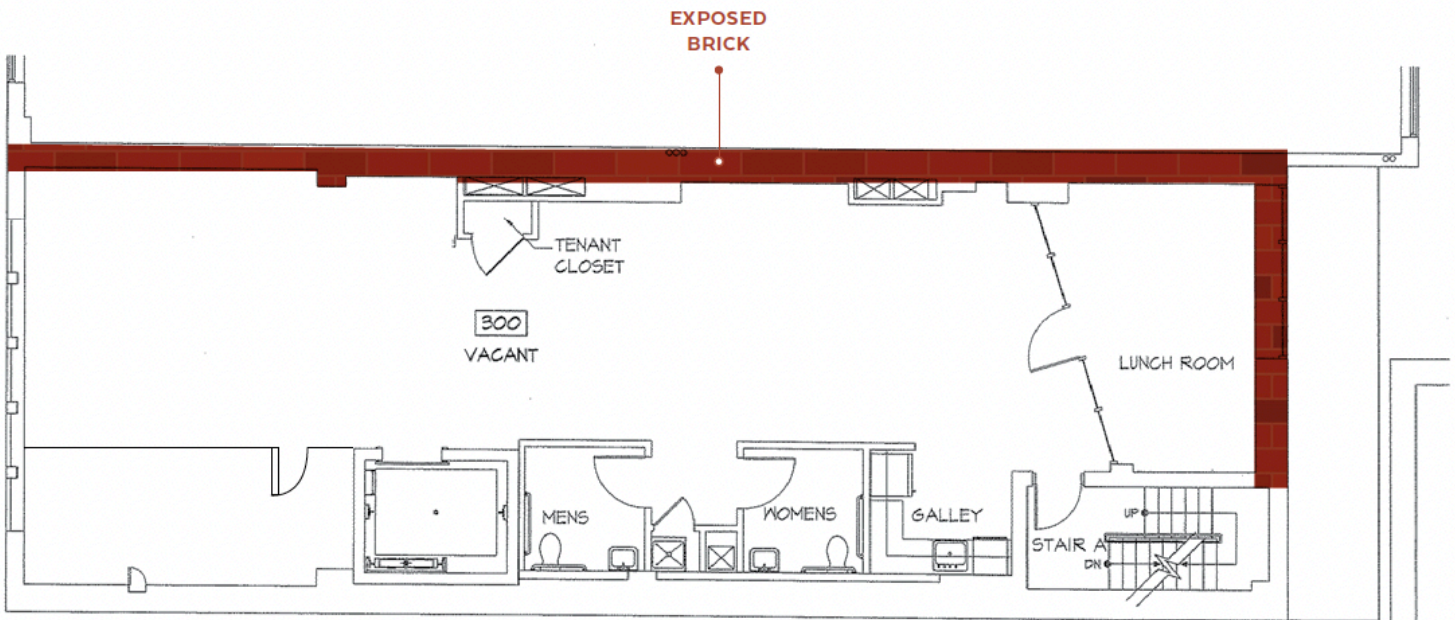 EXPOSED
BRICK
TENANT
CLOSET
300
VACANT
LUNCH ROOM
MENS
WOMENS
GALLEY
UP
STAIR A
DN